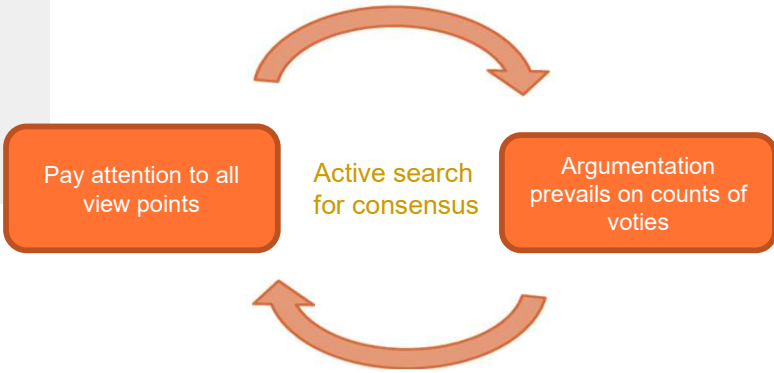 Pay attention to all
view points
Active search
for consensus
Argumentation
prevails on counts of
voties